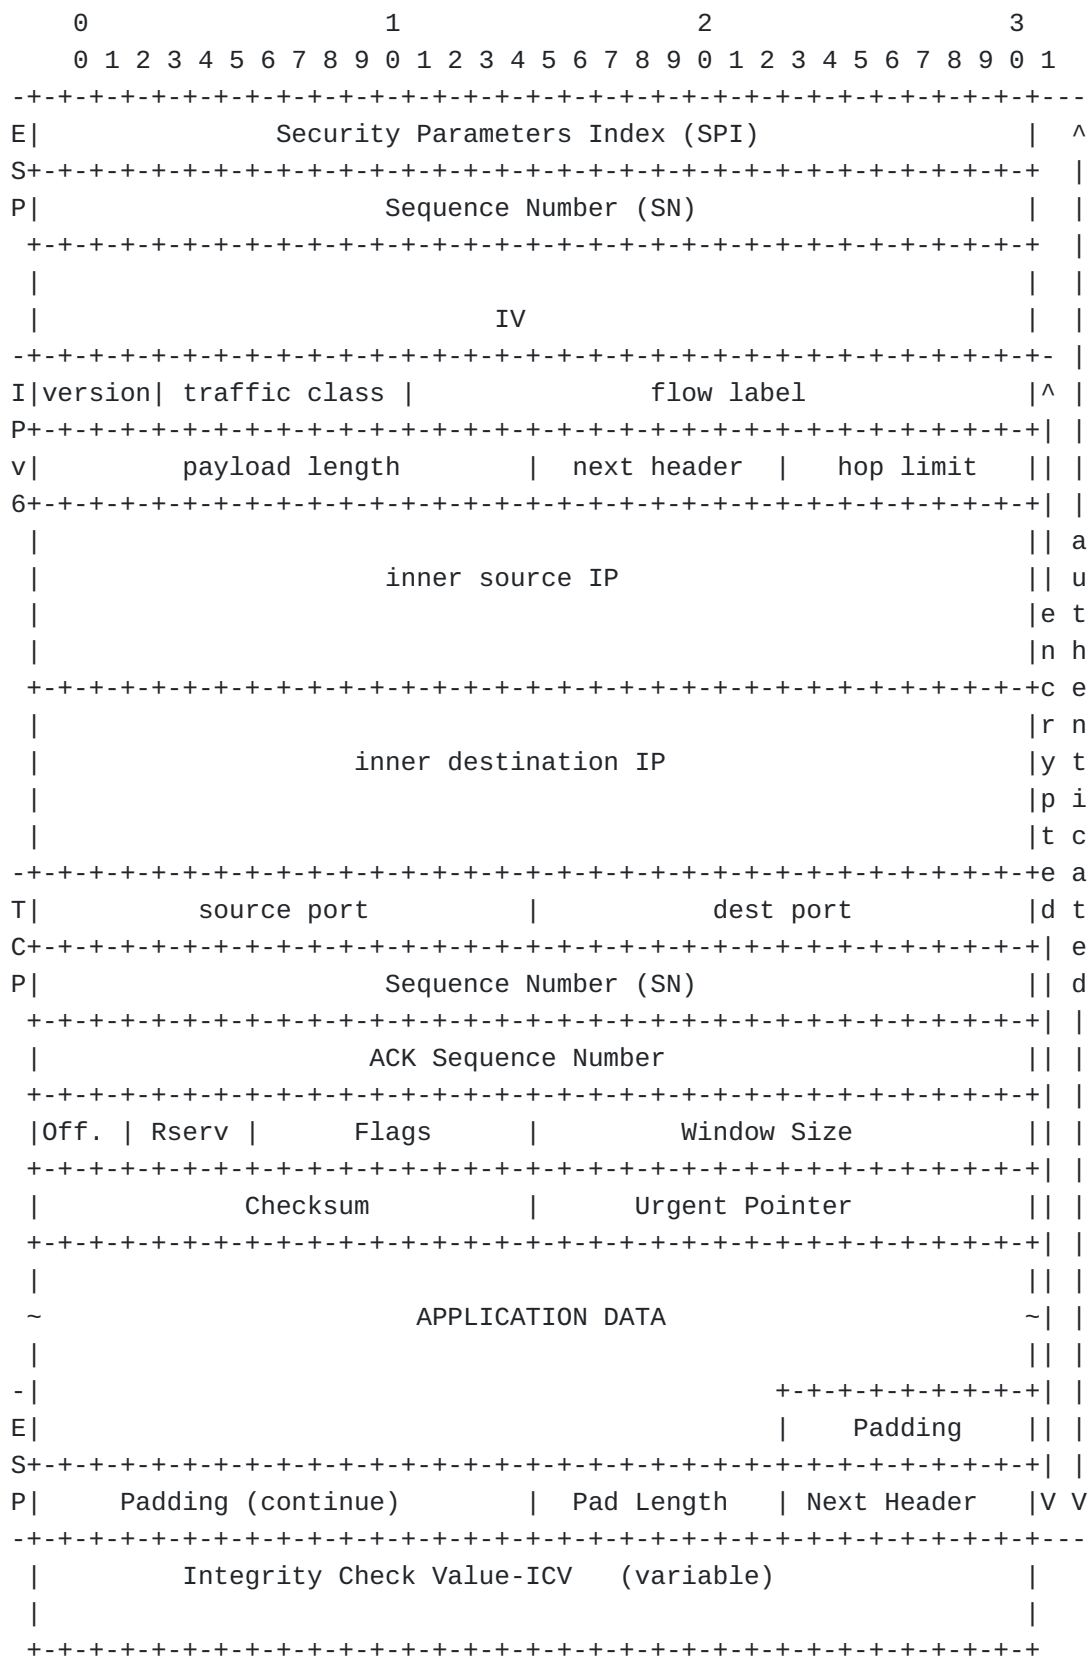 0                   1                   2                   3
    0 1 2 3 4 5 6 7 8 9 0 1 2 3 4 5 6 7 8 9 0 1 2 3 4 5 6 7 8 9 0 1
-+-+-+-+-+-+-+-+-+-+-+-+-+-+-+-+-+-+-+-+-+-+-+-+-+-+-+-+-+-+-+-+-+---
E|               Security Parameters Index (SPI)                 |  ^
S+-+-+-+-+-+-+-+-+-+-+-+-+-+-+-+-+-+-+-+-+-+-+-+-+-+-+-+-+-+-+-+-+  |
P|                      Sequence Number (SN)                     |  |
 +-+-+-+-+-+-+-+-+-+-+-+-+-+-+-+-+-+-+-+-+-+-+-+-+-+-+-+-+-+-+-+-+  |
 |                                                               |  |
 |                             IV                                |  |
-+-+-+-+-+-+-+-+-+-+-+-+-+-+-+-+-+-+-+-+-+-+-+-+-+-+-+-+-+-+-+-+-+- |
I|version| traffic class |               flow label              |^ |
P+-+-+-+-+-+-+-+-+-+-+-+-+-+-+-+-+-+-+-+-+-+-+-+-+-+-+-+-+-+-+-+-+| |
v|         payload length        |  next header  |   hop limit   || |
6+-+-+-+-+-+-+-+-+-+-+-+-+-+-+-+-+-+-+-+-+-+-+-+-+-+-+-+-+-+-+-+-+| |
 |                                                               || a
 |                      inner source IP                          || u
 |                                                               |e t
 |                                                               |n h
 +-+-+-+-+-+-+-+-+-+-+-+-+-+-+-+-+-+-+-+-+-+-+-+-+-+-+-+-+-+-+-+-+c e
 |                                                               |r n
 |                    inner destination IP                       |y t
 |                                                               |p i
 |                                                               |t c
-+-+-+-+-+-+-+-+-+-+-+-+-+-+-+-+-+-+-+-+-+-+-+-+-+-+-+-+-+-+-+-+-+e a
T|          source port          |           dest port           |d t
C+-+-+-+-+-+-+-+-+-+-+-+-+-+-+-+-+-+-+-+-+-+-+-+-+-+-+-+-+-+-+-+-+| e
P|                      Sequence Number (SN)                     || d
 +-+-+-+-+-+-+-+-+-+-+-+-+-+-+-+-+-+-+-+-+-+-+-+-+-+-+-+-+-+-+-+-+| |
 |                     ACK Sequence Number                       || |
 +-+-+-+-+-+-+-+-+-+-+-+-+-+-+-+-+-+-+-+-+-+-+-+-+-+-+-+-+-+-+-+-+| |
 |Off. | Rserv |      Flags      |         Window Size           || |
 +-+-+-+-+-+-+-+-+-+-+-+-+-+-+-+-+-+-+-+-+-+-+-+-+-+-+-+-+-+-+-+-+| |
 |             Checksum          |      Urgent Pointer           || |
 +-+-+-+-+-+-+-+-+-+-+-+-+-+-+-+-+-+-+-+-+-+-+-+-+-+-+-+-+-+-+-+-+| |
 |                                                               || |
 ~                        APPLICATION DATA                       ~| |
 |                                                               || |
-|                                               +-+-+-+-+-+-+-+-+| |
E|                                               |    Padding    || |
S+-+-+-+-+-+-+-+-+-+-+-+-+-+-+-+-+-+-+-+-+-+-+-+-+-+-+-+-+-+-+-+-+| |
P|     Padding (continue)        |  Pad Length   | Next Header   |V V
-+-+-+-+-+-+-+-+-+-+-+-+-+-+-+-+-+-+-+-+-+-+-+-+-+-+-+-+-+-+-+-+-+---
 |         Integrity Check Value-ICV   (variable)                |
 |                                                               |
 +-+-+-+-+-+-+-+-+-+-+-+-+-+-+-+-+-+-+-+-+-+-+-+-+-+-+-+-+-+-+-+-+